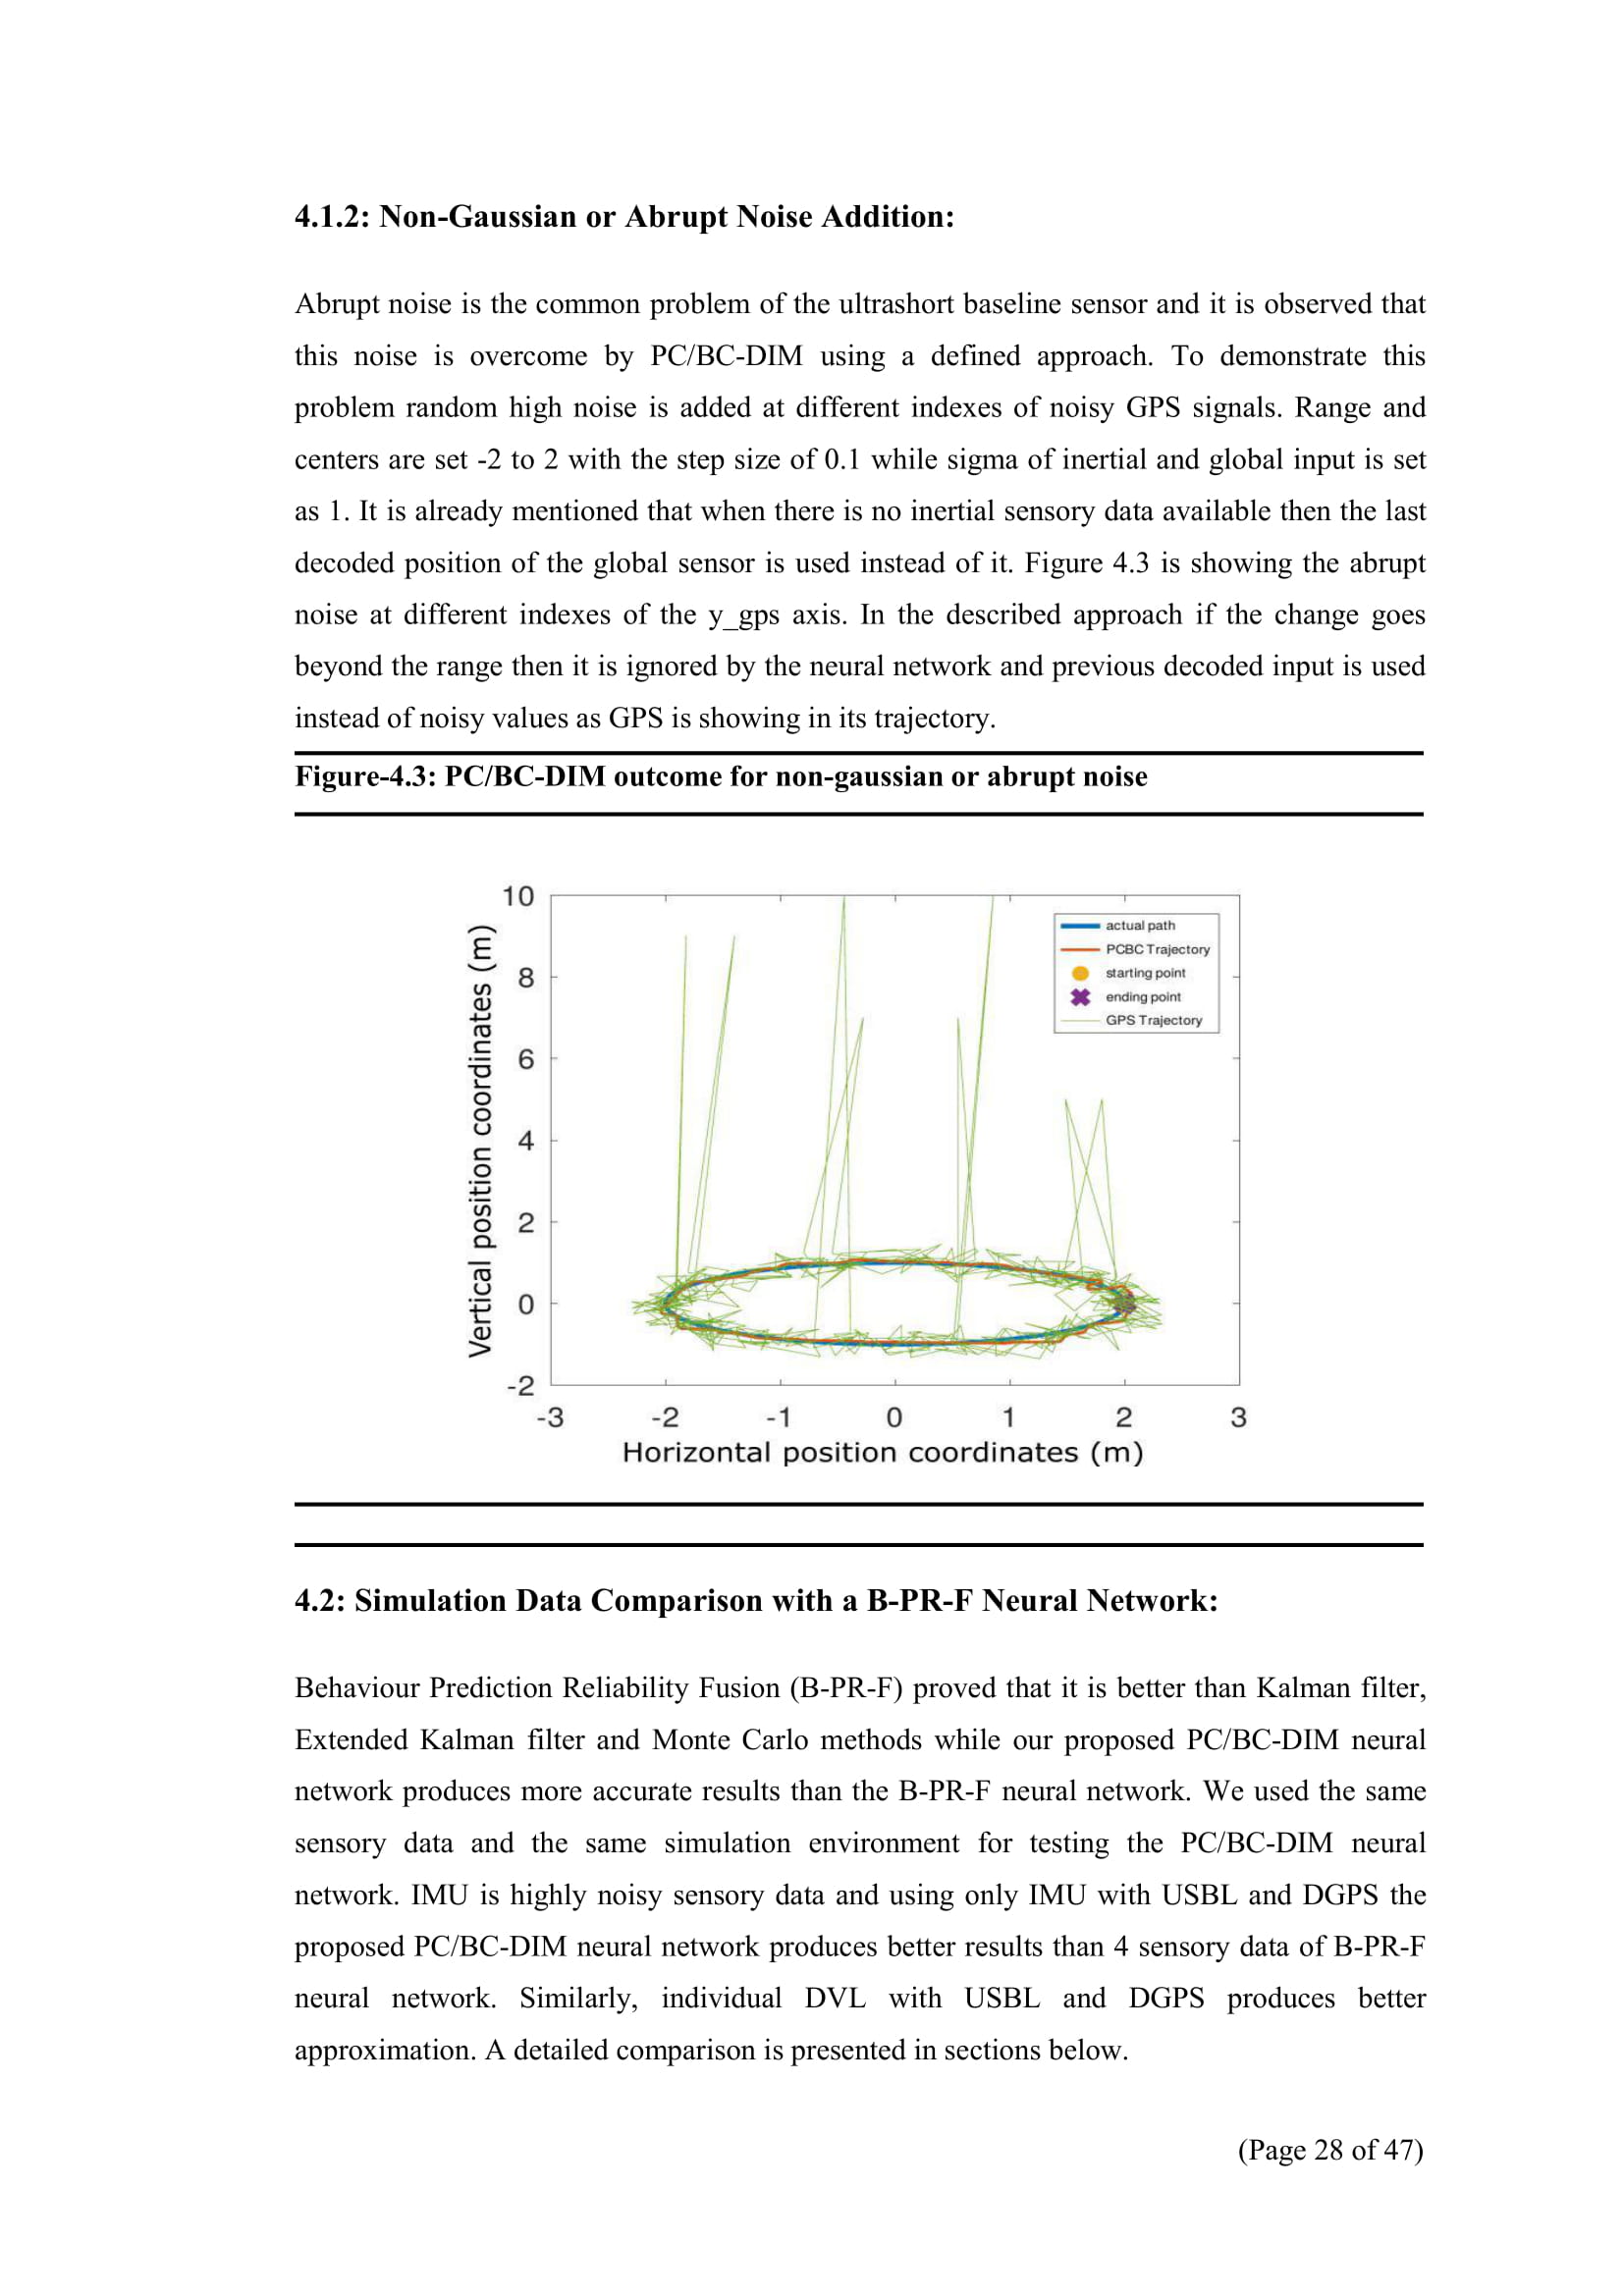 4.1.2: Non-Gaussian or Abrupt Noise Addition:
Abrupt noise is the common problem of the ultrashort baseline sensor and it is observed that
this noise is overcome by PC/BC-DIM using a defined approach. To demonstrate this
problem random high noise is added at different indexes of noisy GPS signals. Range and
centers are set -2 to 2 with the step size of 0.1 while sigma of inertial and global input is set
as 1. It is already mentioned that when there is no inertial sensory data available then the last
decoded position of the global sensor is used instead of it. Figure 4.3 is showing the abrupt
noise at different indexes of the y_gps axis. In the described approach if the change goes
beyond the range then it is ignored by the neural network and previous decoded input is used
instead of noisy values as GPS is showing in its trajectory.
Figure-4.3: PC/BC-DIM outcome for non-gaussian or abrupt noise
10
8
6
4
2
0
-2
Vertical position coordinates (m)
actual path
PCBC Trajectory
starting point
ending point
GPS Trajectory
-3 -2 -1 0 1 2 3
Horizontal position coordinates (m)
4.2: Simulation Data Comparison with a B-PR-F Neural Network:
Behaviour Prediction Reliability Fusion (B-PR-F) proved that it is better than Kalman filter,
Extended Kalman filter and Monte Carlo methods while our proposed PC/BC-DIM neural
network produces more accurate results than the B-PR-F neural network. We used the same
sensory data and the same simulation environment for testing the PC/BC-DIM neural
network. IMU is highly noisy sensory data and using only IMU with USBL and DGPS the
proposed PC/BC-DIM neural network produces better results than 4 sensory data of B-PR-F
neural network. Similarly, individual DVL with USBL and DGPS produces better
approximation. A detailed comparison is presented in sections below.
(Page 28 of 47)